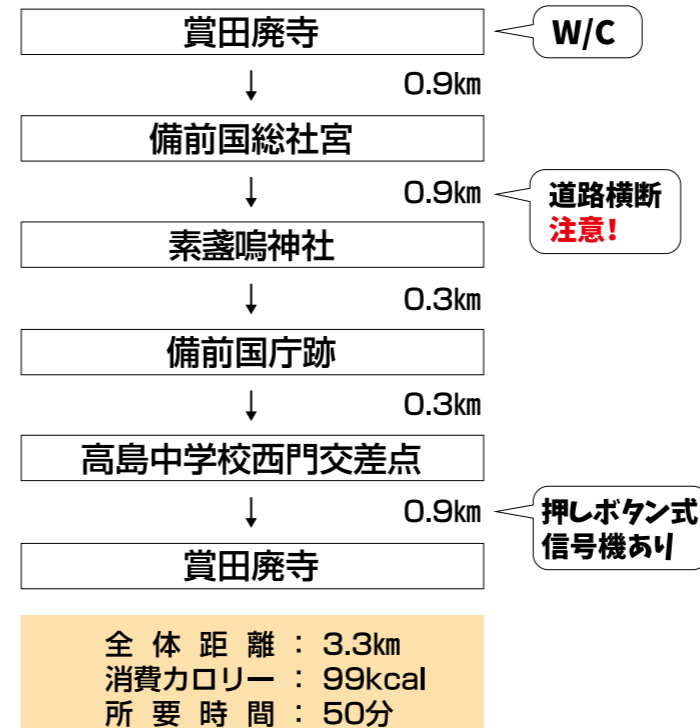 賞田廃寺
W/C
↓ 0.9㎞
備前国総社宮
↓ 0.9㎞
道路横断
注意！
素盞嗚神社
↓ 0.3㎞
備前国庁跡
↓ 0.3㎞
高島中学校西門交差点
↓ 0.9㎞
押しボタン式
信号機あり
賞田廃寺
全体距離：3.3㎞
消費カロリー：99kcal
所要時間：50分